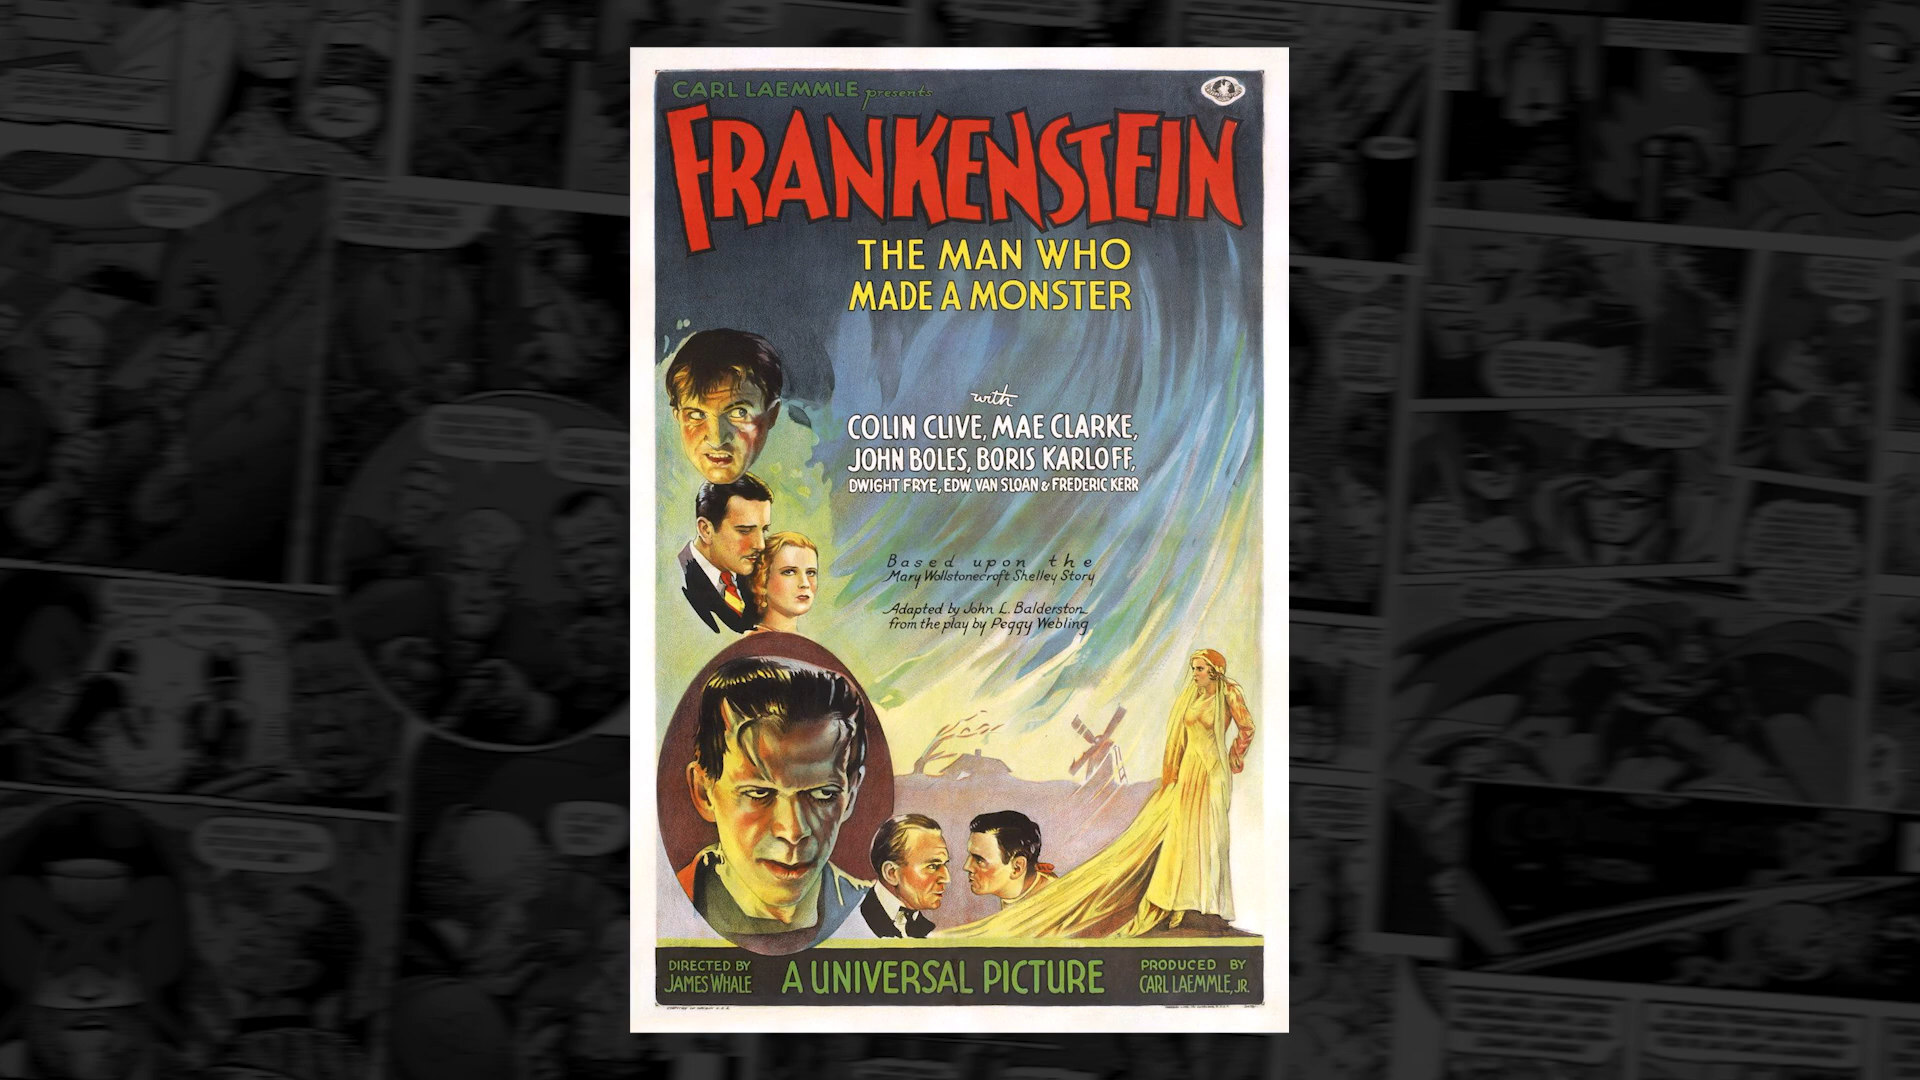 CARL LAEMMLE presents
FRANKENSTEIN
THE MAN WHO
MADE A MONSTER
with
COLIN CLIVE, MAE CLARKE,
JOHN BOLES, BORIS KARLOFF,
DWIGHT FRYE, EDW. VAN SLOAN & FREDERIC KERR
Based upon the
Mary Wollstonecroft Shelley Story
Adapted by John L. Balderston
from the play by Peggy Webling
DIRECTED BY
JAMES WHALE
A UNIVERSAL PICTURE
PRODUCED BY
CARL LAEMMLE, JR.